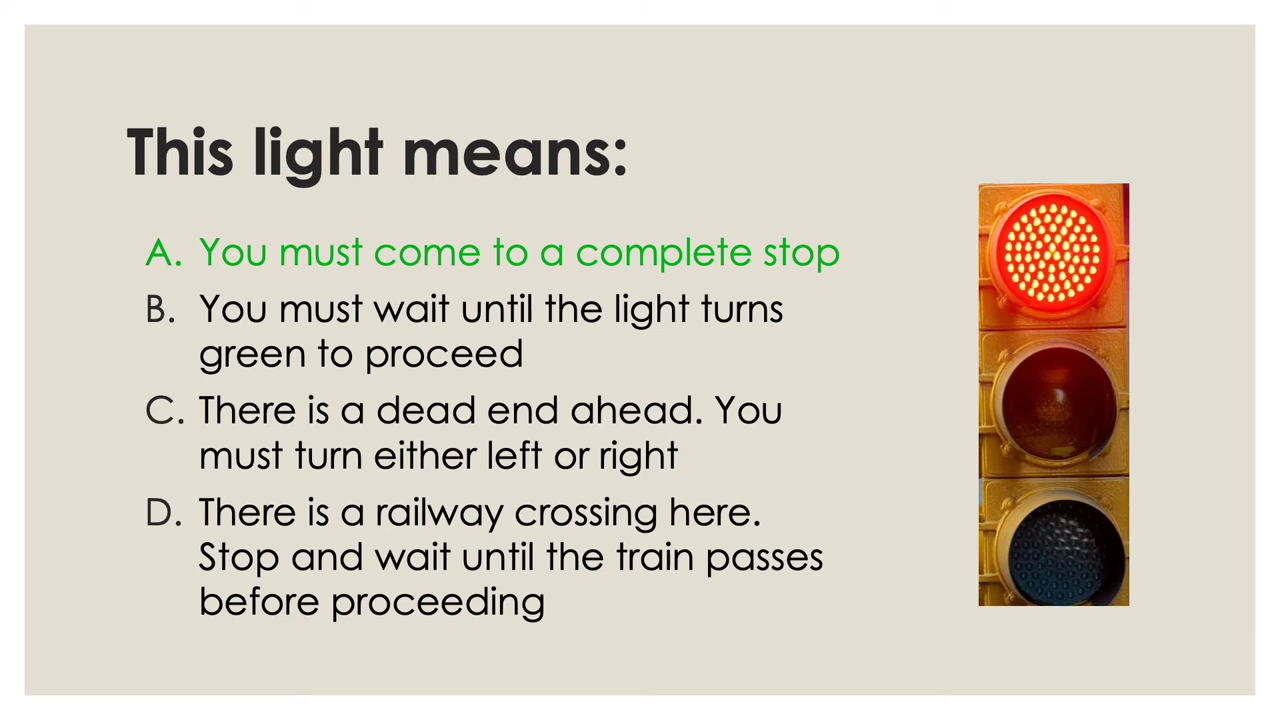 This light means:
A. You must come to a complete stop
B. You must wait until the light turns
green to proceed
C. There is a dead end ahead. You
must turn either left or right
D. There is a railway crossing here.
Stop and wait until the train passes
before proceeding